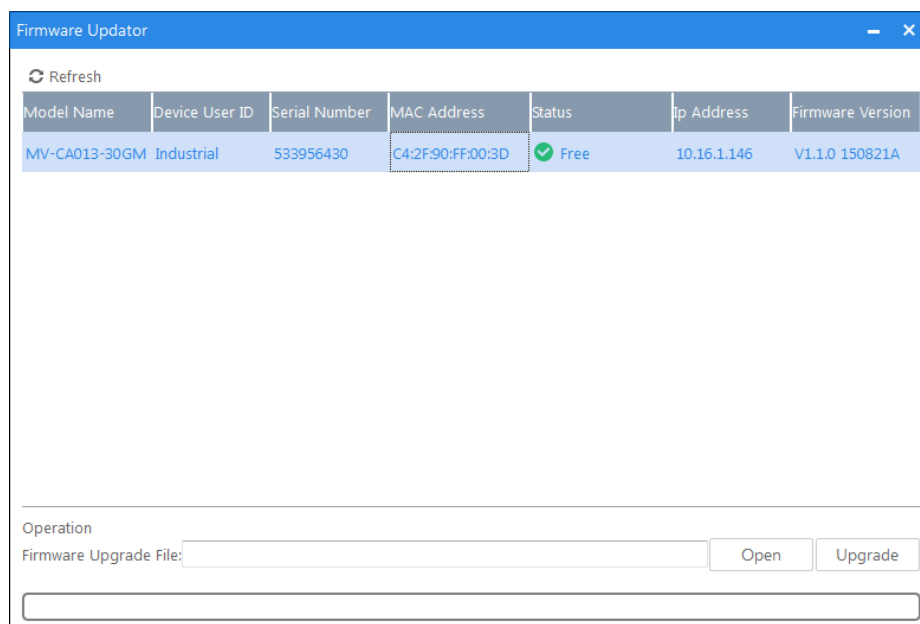 Firmware Updator
Refresh
Model Name Device User ID Serial Number MAC Address Status Ip Address Firmware Version
MV-CA013-30GM Industrial 533956430 C4:2F:90:FF:00:3D Free 10.16.1.146 V1.1.0 150821A
Operation
Firmware Upgrade File: Open Upgrade